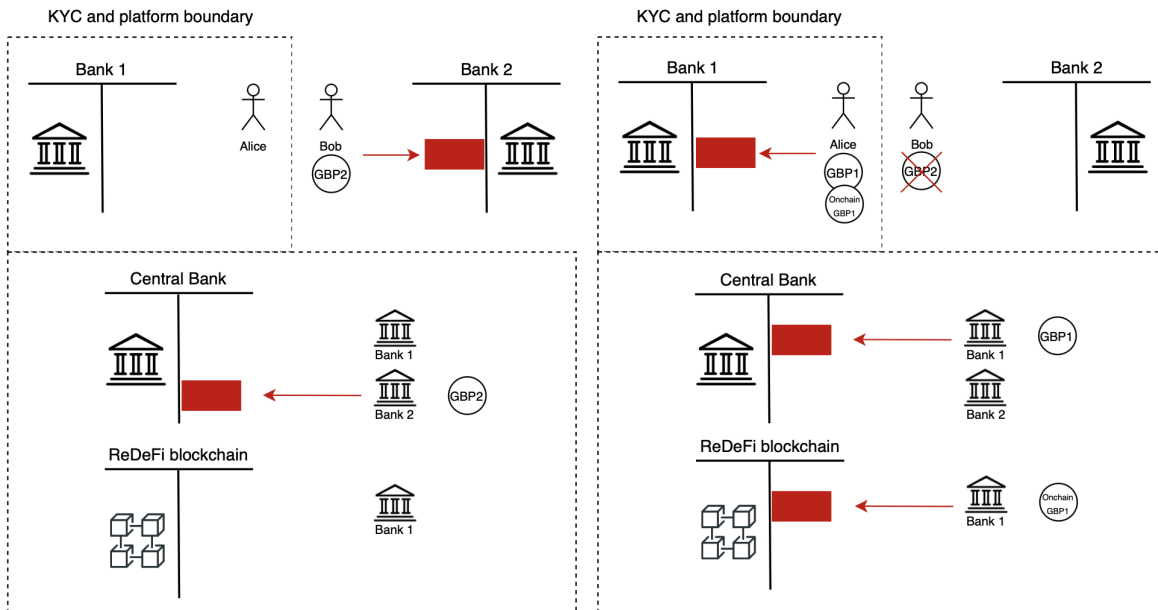 KYC and platform boundary
Bank 1
Bank 2
Alice
Bob
GBP2
Central Bank
Bank 1
Bank 2
GBP2
ReDeFi blockchain
Bank 1
KYC and platform boundary
Bank 1
Bank 2
Alice
Bob
GBP1
GBP2
Onchain
GBP1
Central Bank
Bank 1
GBP1
Bank 2
ReDeFi blockchain
Bank 1
Onchain
GBP1